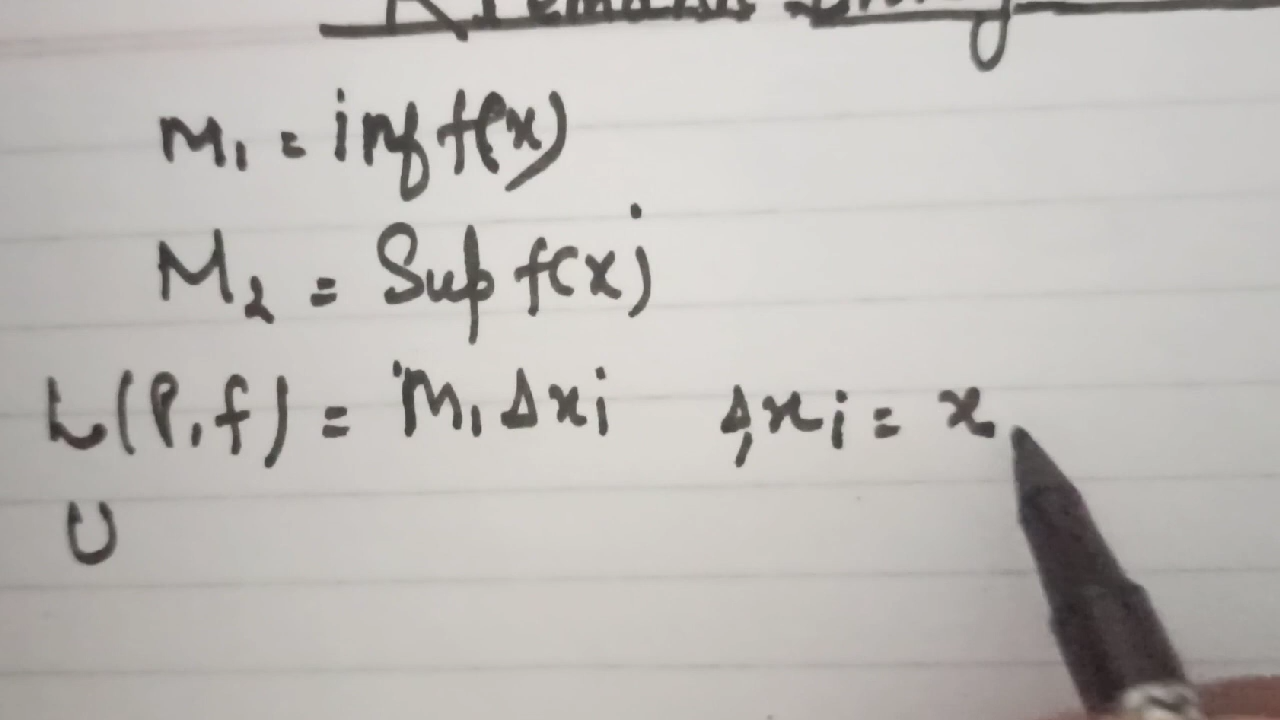 m₁ = inf f(x)
M₂ = Sup f(x)
L(P,f) = m₁ Δxi Δxi = x
U